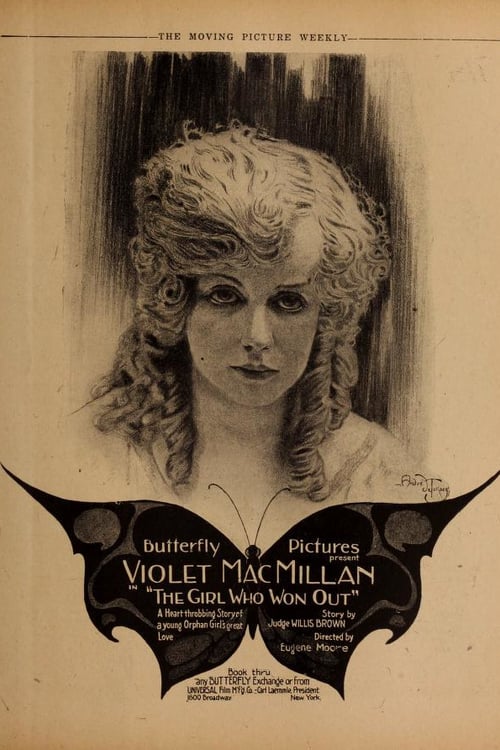 THE MOVING PICTURE WEEKLY
Butterfly Pictures
present
VIOLET MACMILLAN
IN "THE GIRL WHO WON OUT"
A Heart throbbing Story of
a young Orphan Girl's great
Love
Story by
Judge WILLIS BROWN
Directed by
Eugene Moore
Book thru
any BUTTERFLY Exchange or from
UNIVERSAL Film M'f'g. Co. - Carl Laemmle, President
1600 Broadway New York.